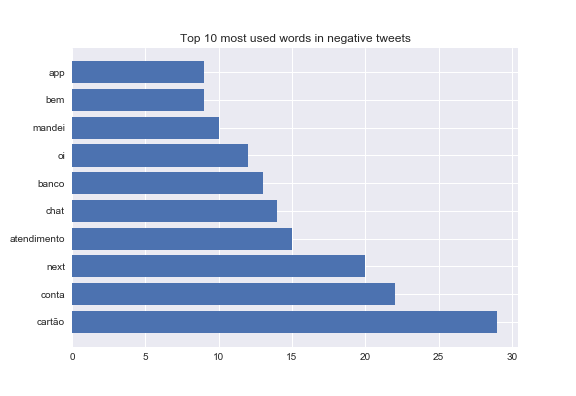 Top 10 most used words in negative tweets
app
bem
mandei
oi
banco
chat
atendimento
next
conta
cartão
0 5 10 15 20 25 30